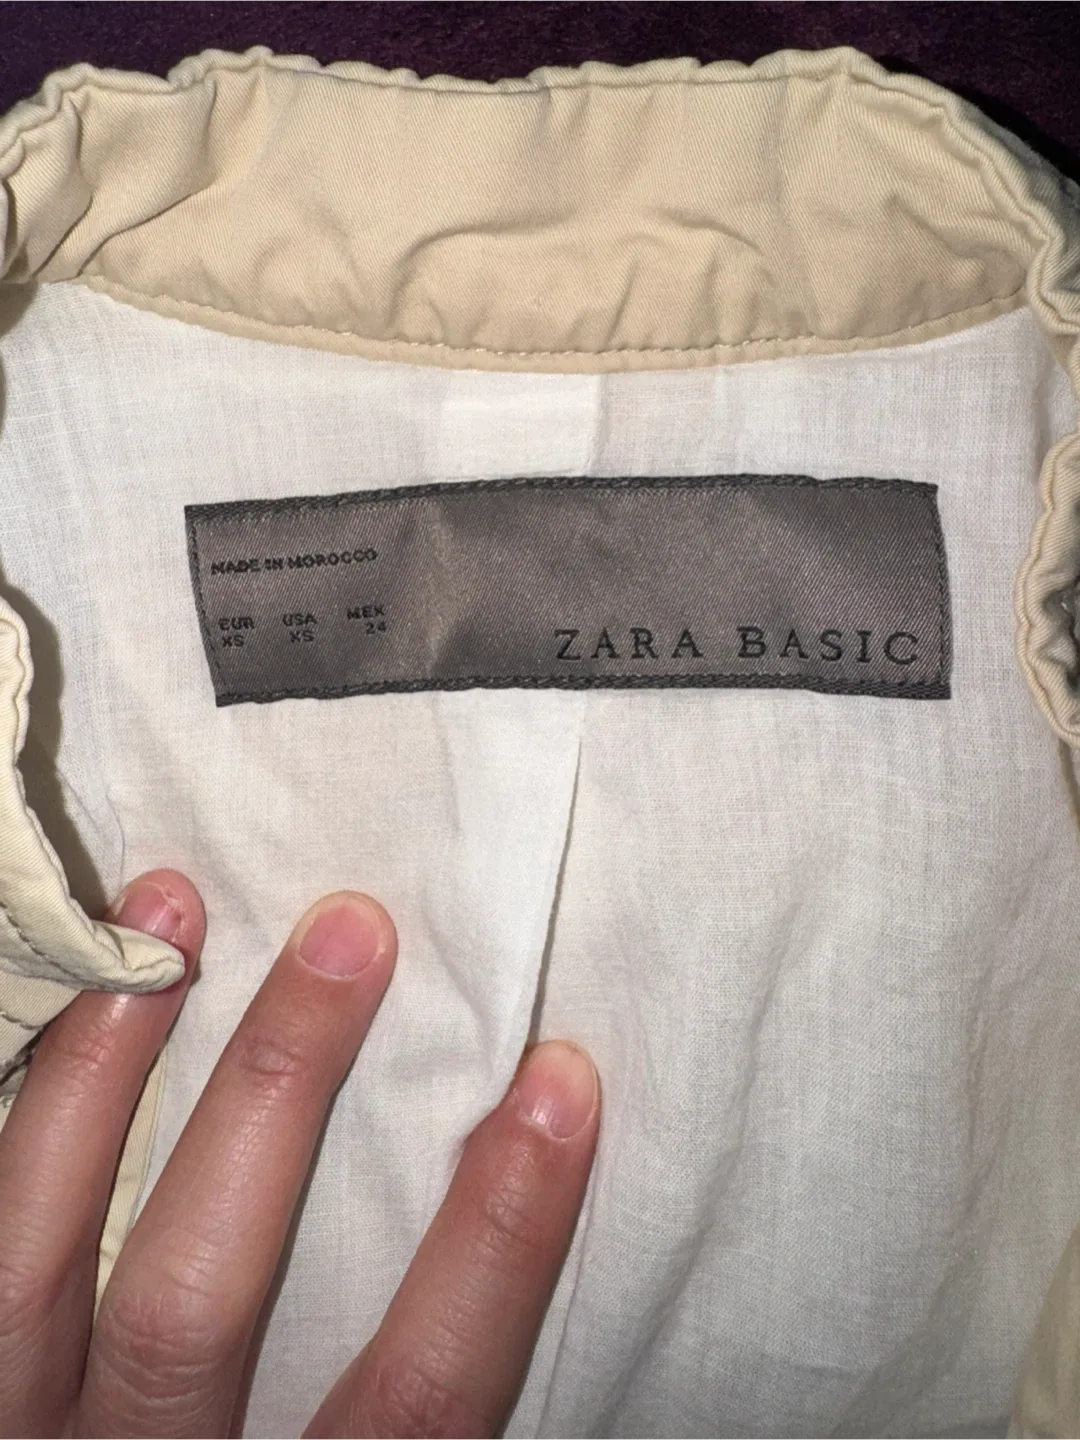 MADE IN MOROCCO
EUR USA MEX
XS XS 24
ZARA BASIC